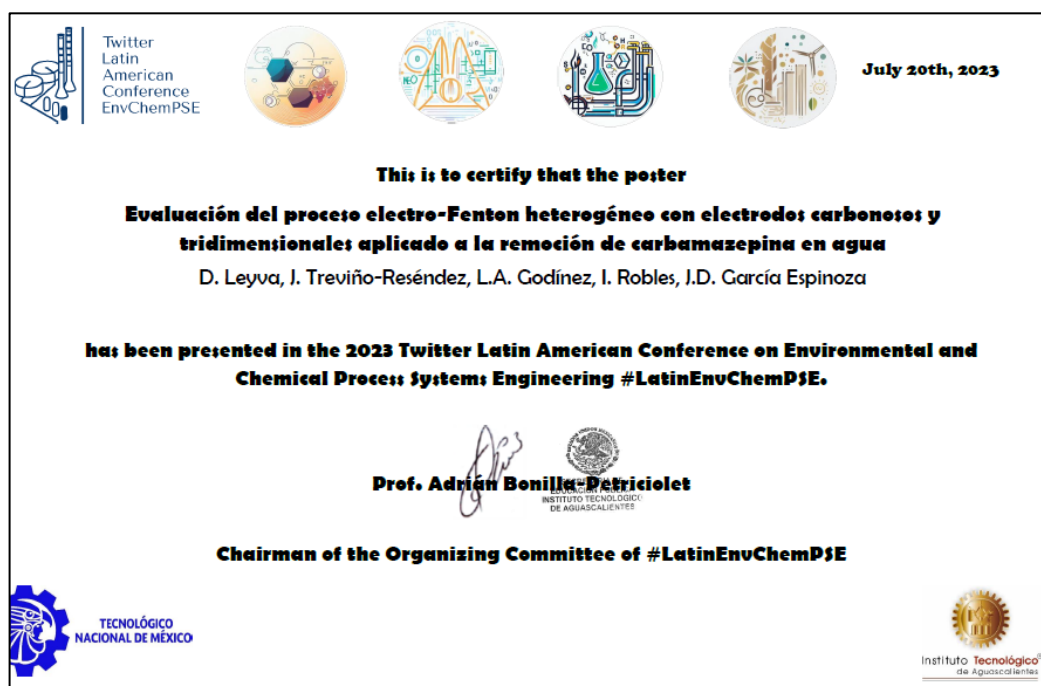 Twitter
Latin
American
Conference
EnvChemPSE
July 20th, 2023
This is to certify that the poster
Evaluación del proceso electro-Fenton heterogéneo con electrodos carbonosos y
tridimensionales aplicado a la remoción de carbamazepina en agua
D. Leyva, J. Treviño-Reséndez, L.A. Godínez, I. Robles, J.D. García Espinoza
has been presented in the 2023 Twitter Latin American Conference on Environmental and
Chemical Process Systems Engineering #LatinEnvChemPSE.
Prof. Adrián Bonilla-Petriciolet
EDUCACIÓN PÚBLICA
INSTITUTO TECNOLÓGICO
DE AGUASCALIENTES
Chairman of the Organizing Committee of #LatinEnvChemPSE
TECNOLÓGICO
NACIONAL DE MÉXICO
Instituto Tecnológico®
de Aguascalientes